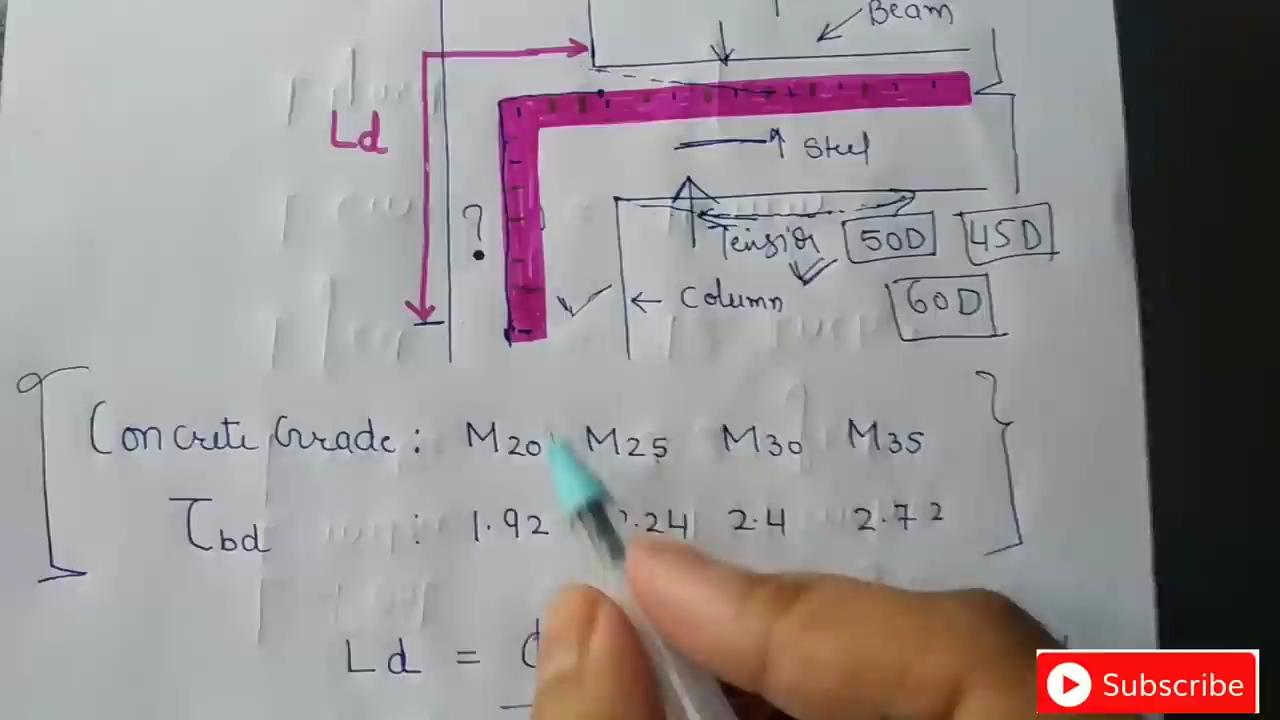 Beam
Ld
Steel
?
Tension 50D 45D
Column 60D
Concrete Grade: M20 M25 M30 M35
τbd : 1.92 .24 2.4 2.72
Ld =
Subscribe